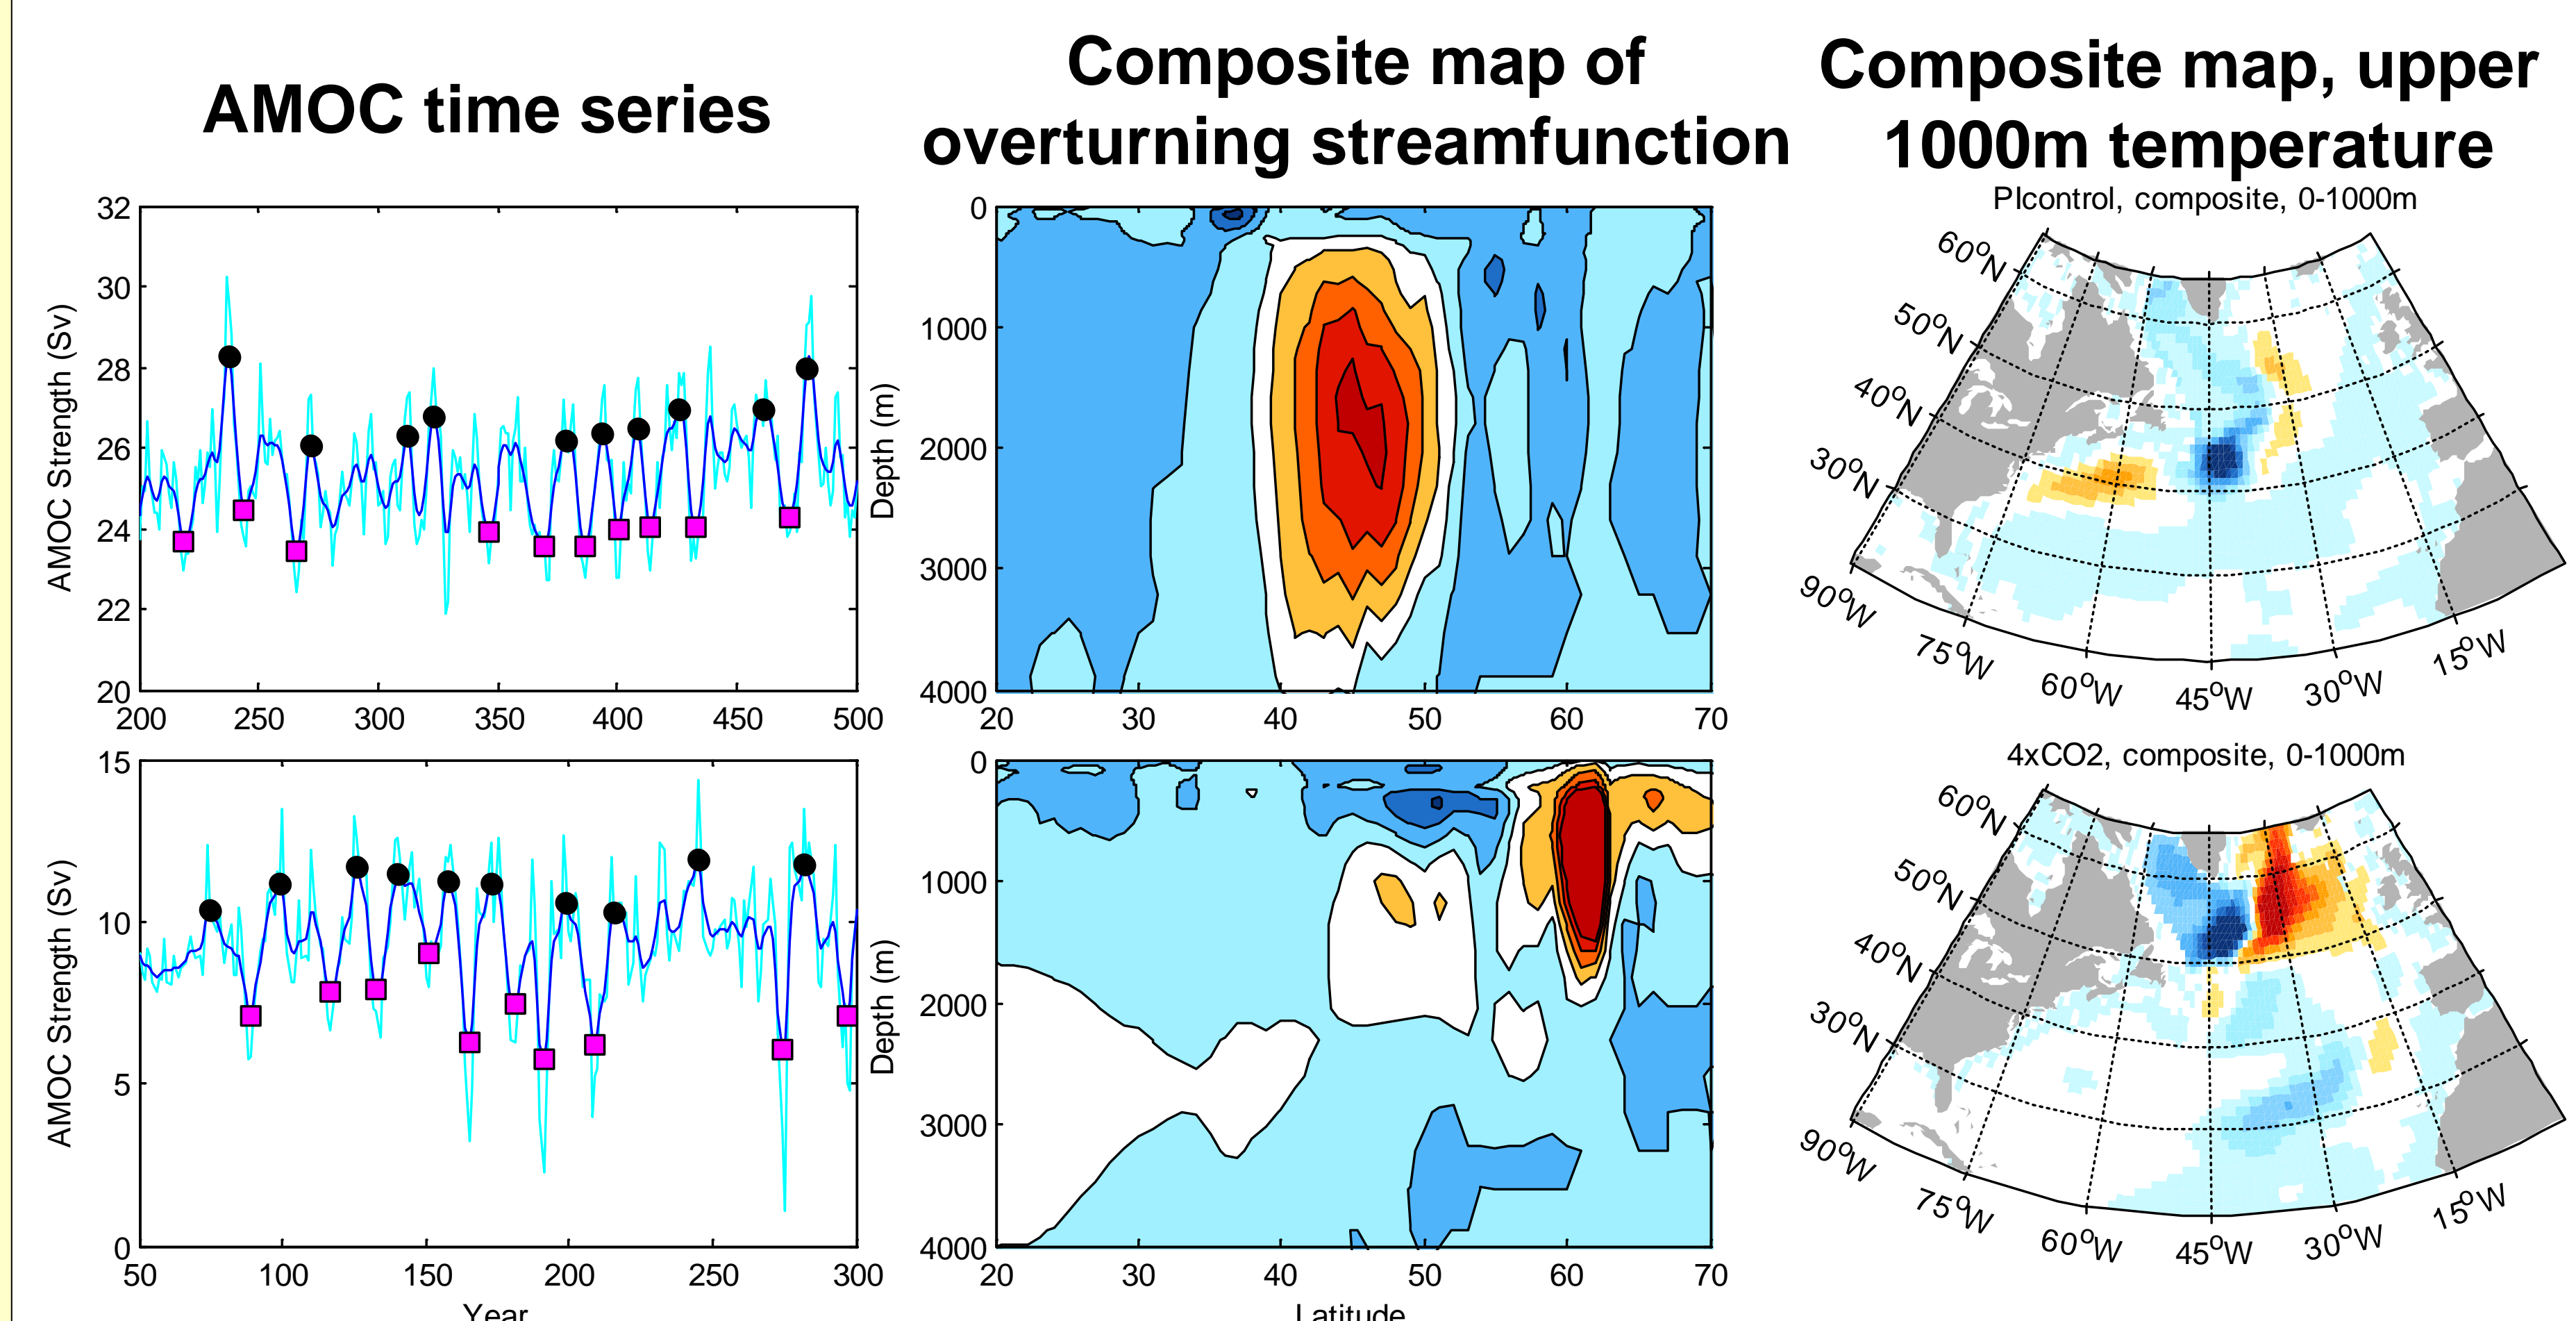 AMOC time series
Composite map of
overturning streamfunction
Composite map, upper
1000m temperature
PIcontrol, composite, 0-1000m
AMOC Strength (Sv)
32
30
28
26
24
22
20
200 250 300 350 400 450 500
Depth (m)
0
1000
2000
3000
4000
20 30 40 50 60 70
60°N
50°N
40°N
30°N
90°W
75°W
60°W
45°W
30°W
15°W
4xCO2, composite, 0-1000m
AMOC Strength (Sv)
15
10
5
0
50 100 150 200 250 300
Year
Depth (m)
0
1000
2000
3000
4000
20 30 40 50 60 70
Latitude
60°N
50°N
40°N
30°N
90°W
75°W
60°W
45°W
30°W
15°W